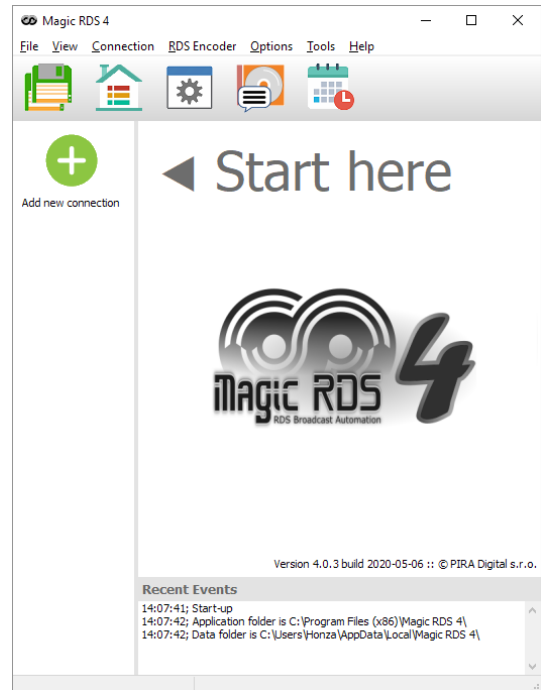 Magic RDS 4
File View Connection RDS Encoder Options Tools Help
Add new connection
Start here
Magic RDS 4
RDS Broadcast Automation
Version 4.0.3 build 2020-05-06 :: © PIRA Digital s.r.o.
Recent Events
14:07:41; Start-up
14:07:42; Application folder is C:\Program Files (x86)\Magic RDS 4\
14:07:42; Data folder is C:\Users\Honza\AppData\Local\Magic RDS 4\